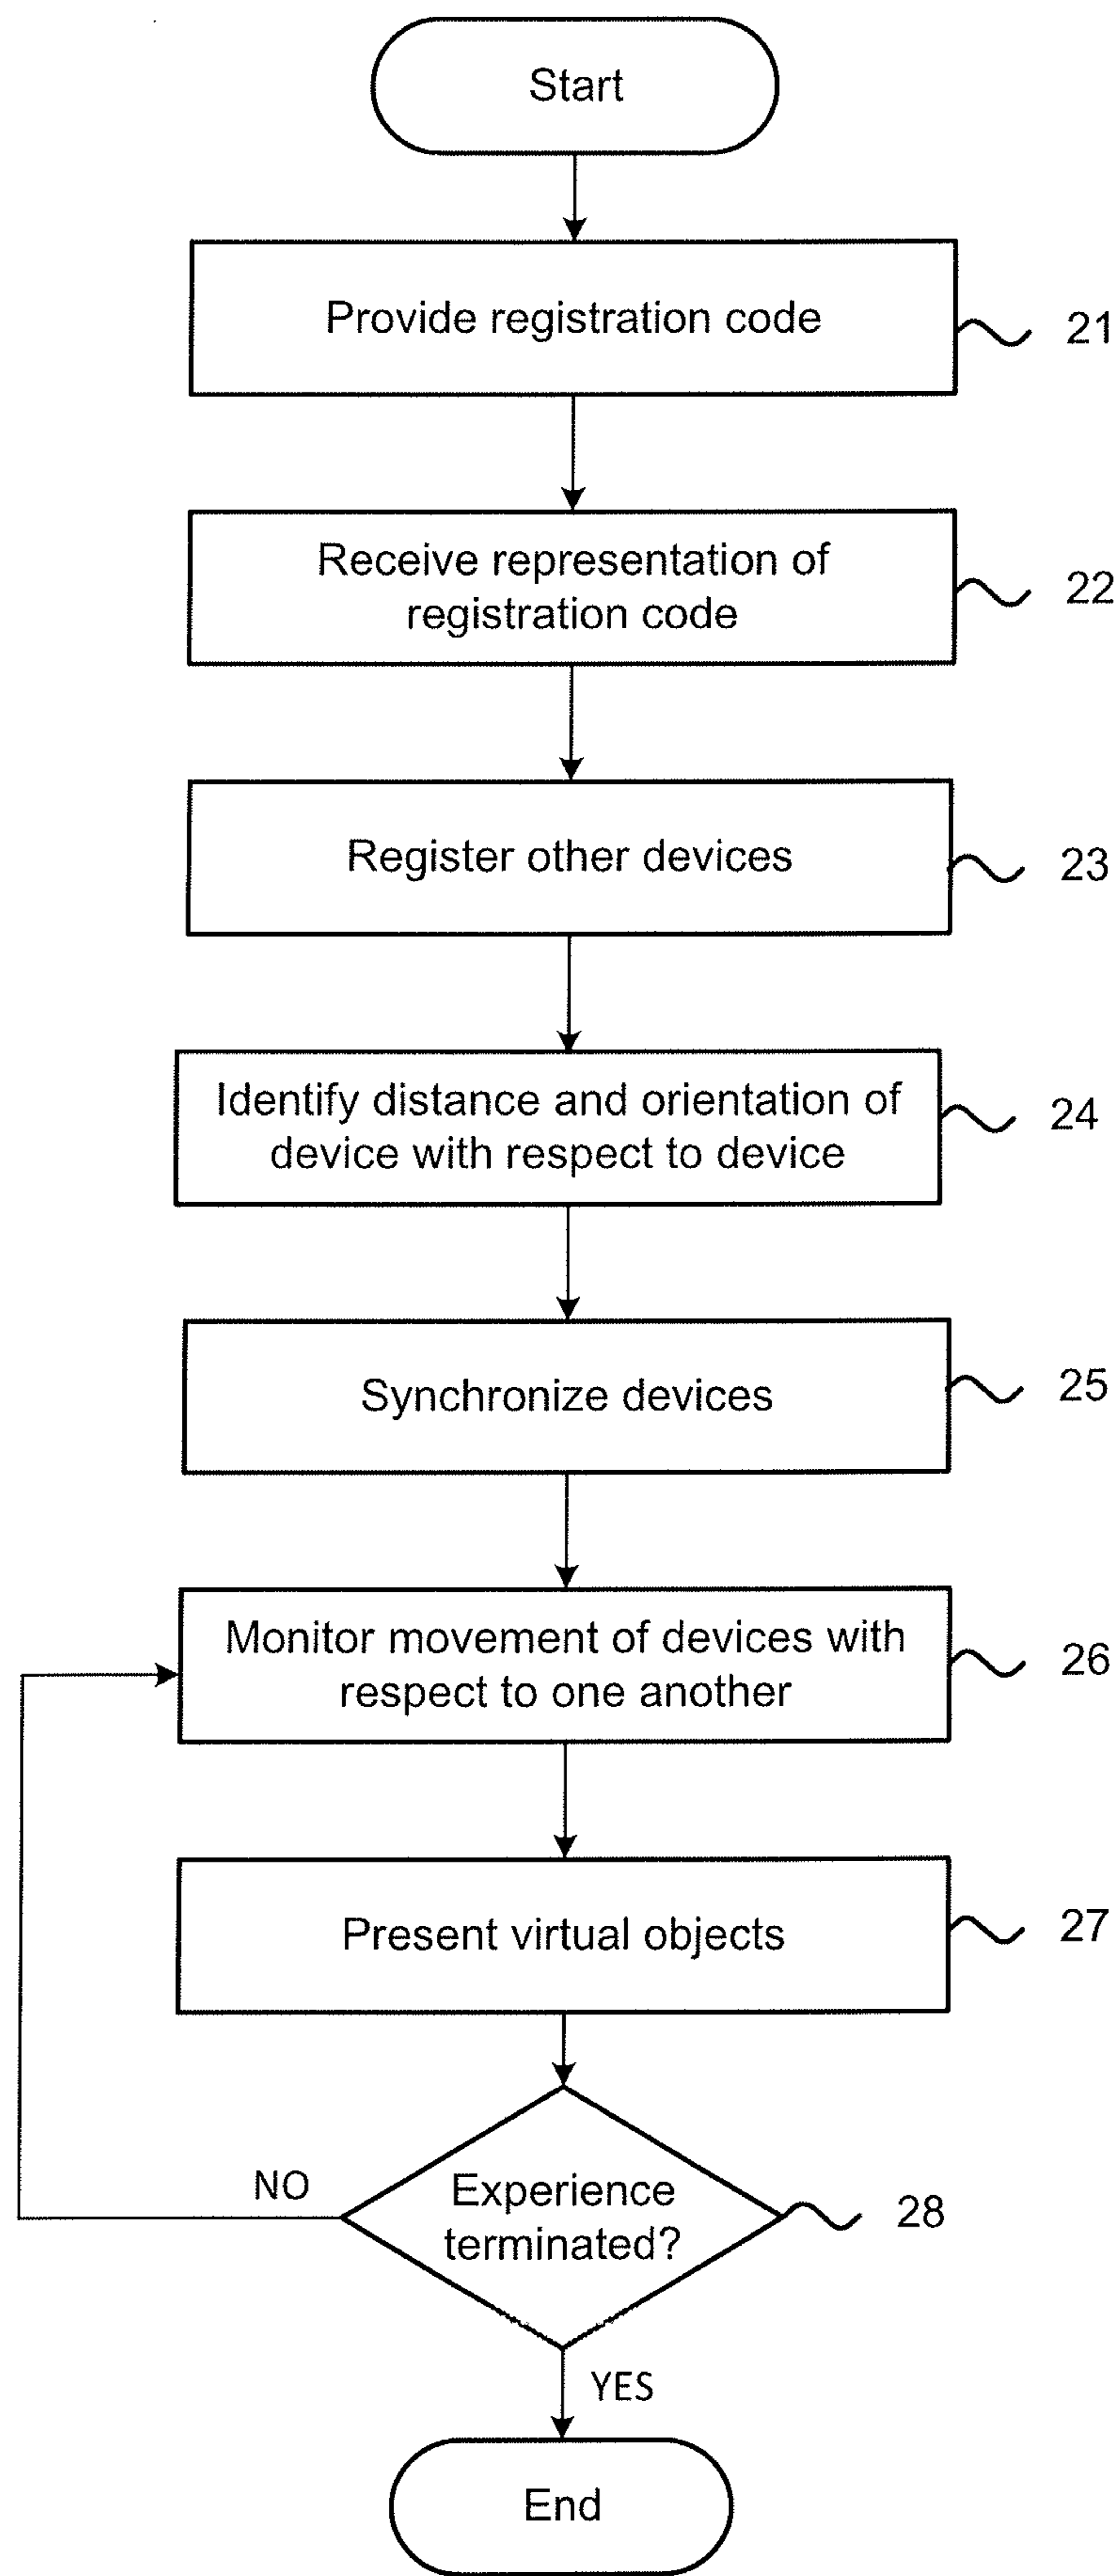 Start
Provide registration code
21
Receive representation of
registration code
22
Register other devices
23
Identify distance and orientation of
device with respect to device
24
Synchronize devices
25
Monitor movement of devices with
respect to one another
26
Present virtual objects
27
Experience
terminated?
28
NO
YES
End